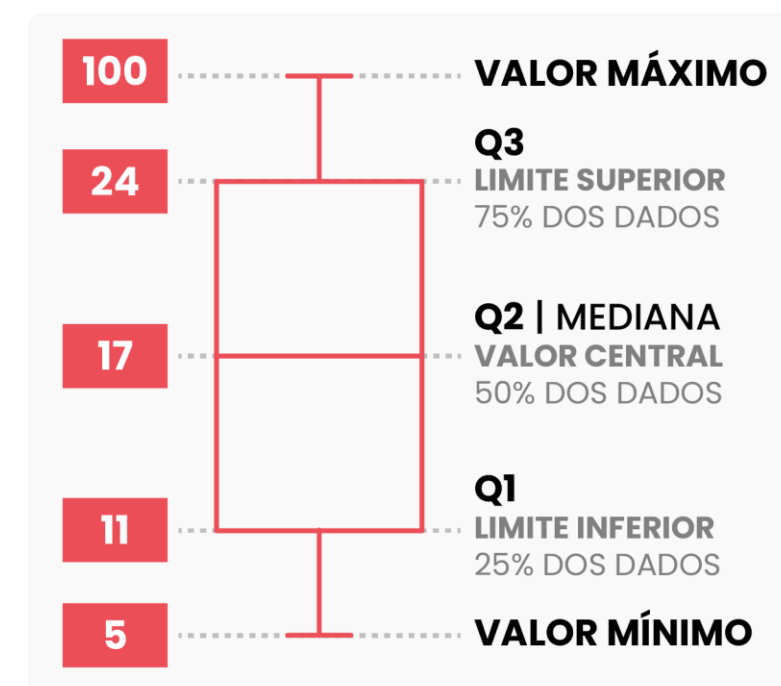 100
VALOR MÁXIMO
Q3
24
LIMITE SUPERIOR
75% DOS DADOS
Q2 | MEDIANA
17
VALOR CENTRAL
50% DOS DADOS
Q1
11
LIMITE INFERIOR
25% DOS DADOS
5
VALOR MÍNIMO